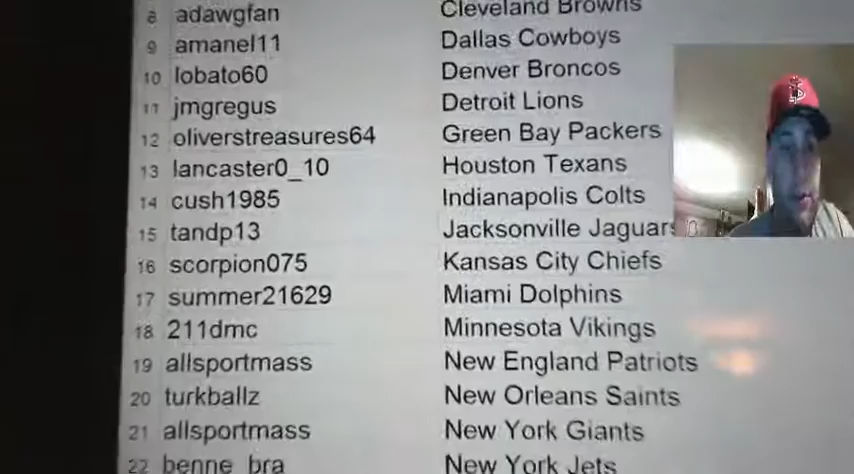 8 adawgfan Cleveland Browns
9 amanel11 Dallas Cowboys
10 lobato60 Denver Broncos
11 jmgregus Detroit Lions
12 oliverstreasures64 Green Bay Packers
13 lancaster0_10 Houston Texans
14 cush1985 Indianapolis Colts
15 tandp13 Jacksonville Jaguars
16 scorpion075 Kansas City Chiefs
17 summer21629 Miami Dolphins
18 211dmc Minnesota Vikings
19 allsportmass New England Patriots
20 turkballz New Orleans Saints
21 allsportmass New York Giants
22 benne_bra New York Jets